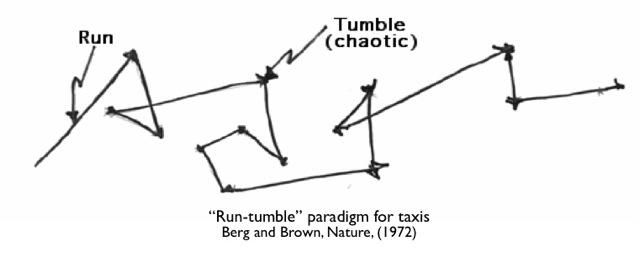 Run
Tumble
(chaotic)
“Run-tumble” paradigm for taxis
Berg and Brown, Nature, (1972)